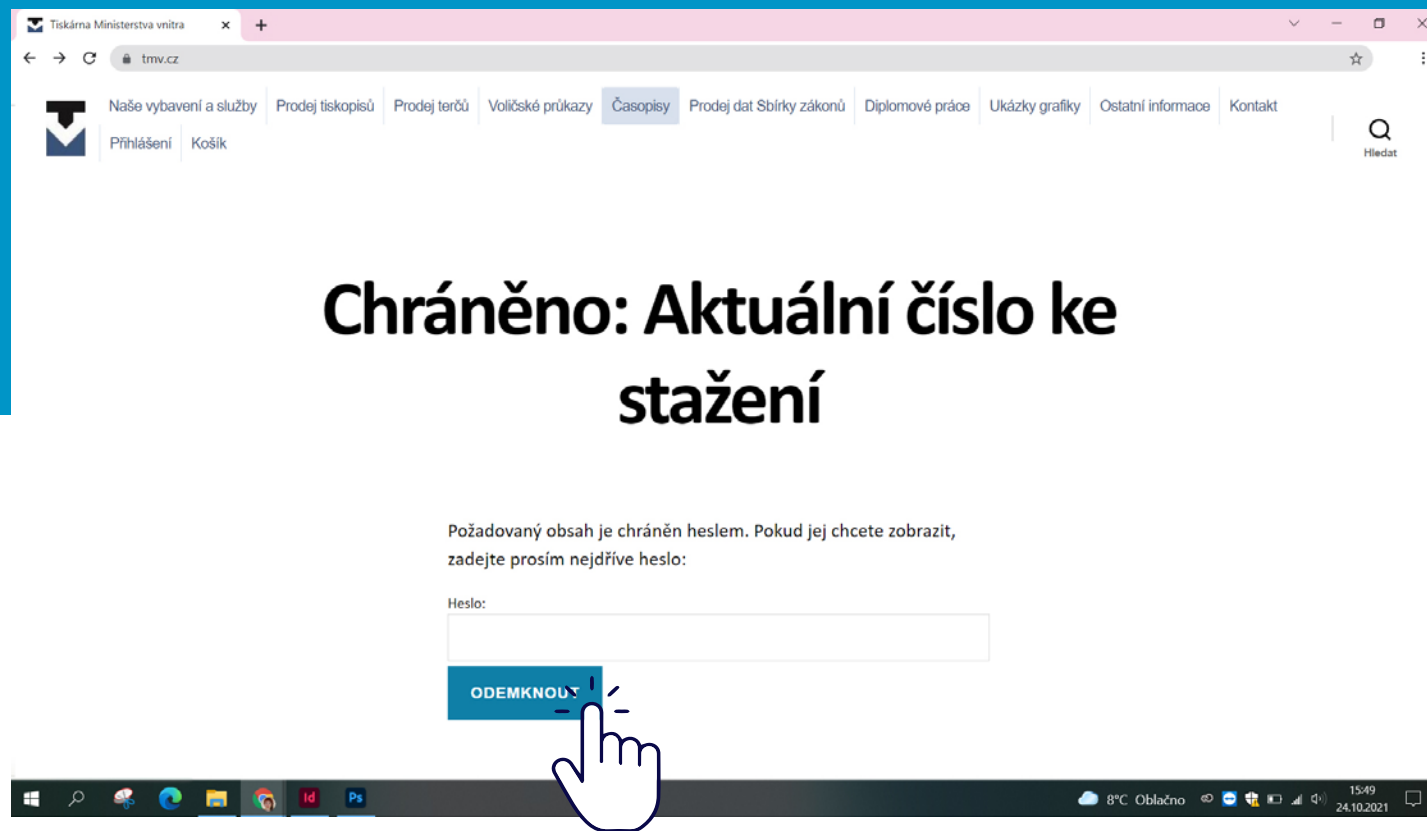 Tiskárna Ministerstva vnitra
tmv.cz
Naše vybavení a služby Prodej tiskopisů Prodej terčů Voličské průkazy Časopisy Prodej dat Sbírky zákonů Diplomové práce Ukázky grafiky Ostatní informace Kontakt
Přihlášení Košík
Hledat
Chráněno: Aktuální číslo ke
stažení
Požadovaný obsah je chráněn heslem. Pokud jej chcete zobrazit,
zadejte prosím nejdříve heslo:
Heslo:
ODEMKNOUT
Id Ps
8°C Oblačno
15:49
24.10.2021